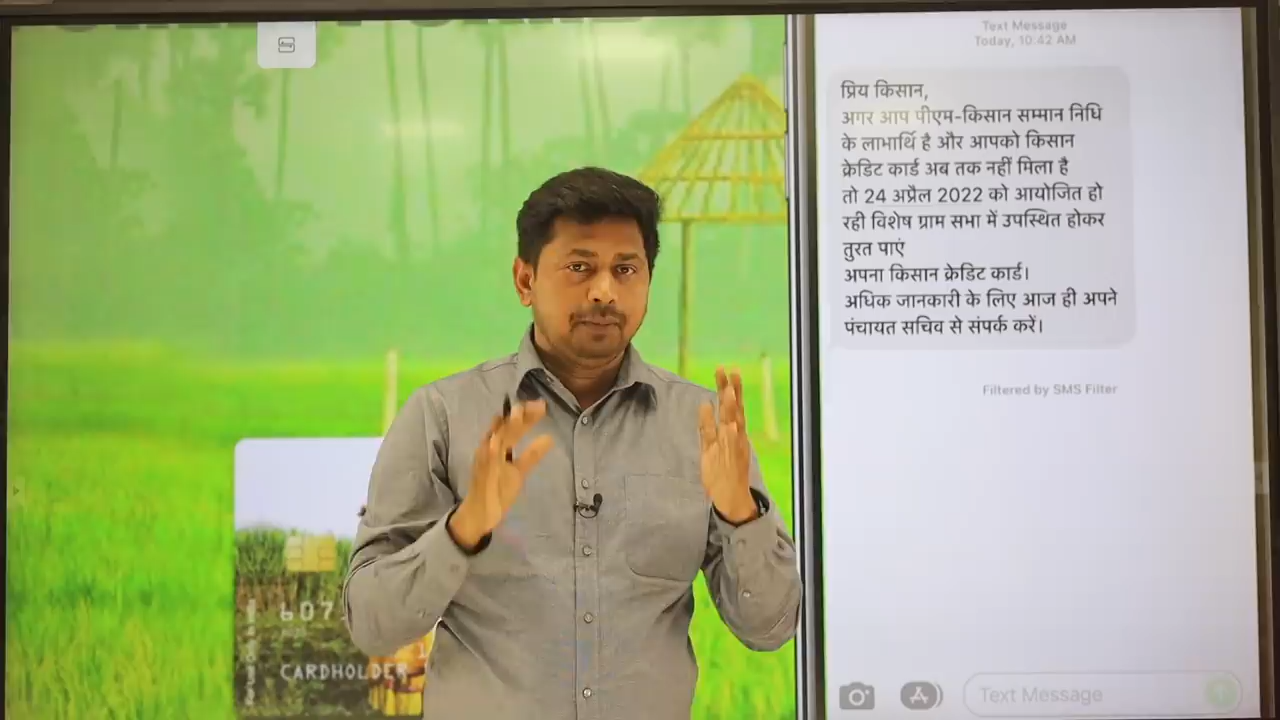 Text Message
Today, 10:42 AM
प्रिय किसान,
अगर आप पीएम-किसान सम्मान निधि
के लाभार्थि है और आपको किसान
क्रेडिट कार्ड अब तक नहीं मिला है
तो 24 अप्रैल 2022 को आयोजित हो
रही विशेष ग्राम सभा में उपस्थित होकर
तुरत पाएं
अपना किसान क्रेडिट कार्ड।
अधिक जानकारी के लिए आज ही अपने
पंचायत सचिव से संपर्क करें।
Filtered by SMS Filter
Text Message
607
CARDHOLDER